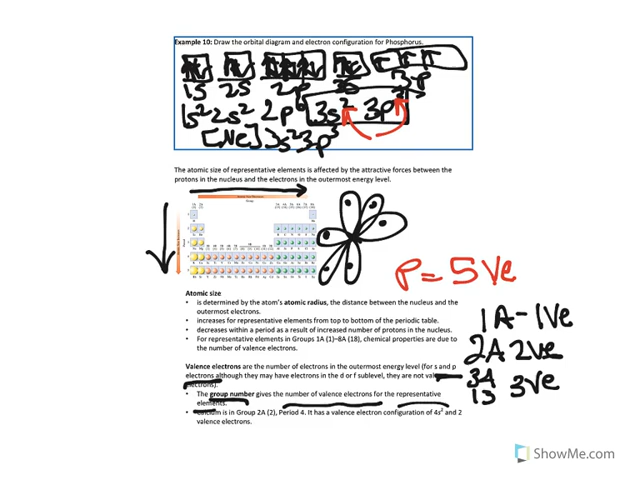 Example 10: Draw the orbital diagram and electron configuration for Phosphorus.
1S 2S 2p 3s 3p
1s² 2s² 2p⁶ 3s² 3p³
[Ne] 3s² 3p³
The atomic size of representative elements is affected by the attractive forces between the
protons in the nucleus and the electrons in the outermost energy level.
P = 5 Ve
Atomic size
• is determined by the atom's atomic radius, the distance between the nucleus and the
outermost electrons.
• increases for representative elements from top to bottom of the periodic table.
• decreases within a period as a result of increased number of protons in the nucleus.
• For representative elements in Groups 1A (1)–8A (18), chemical properties are due to
the number of valence electrons.
1A - 1Ve
2A 2Ve
3A 3Ve
13
Valence electrons are the number of electrons in the outermost energy level (for s and p
electrons although they may have electrons in the d or f sublevel, they are not valence
electrons).
• The group number gives the number of valence electrons for the representative
elements.
• Calcium is in Group 2A (2), Period 4. It has a valence electron configuration of 4s² and 2
valence electrons.
ShowMe.com